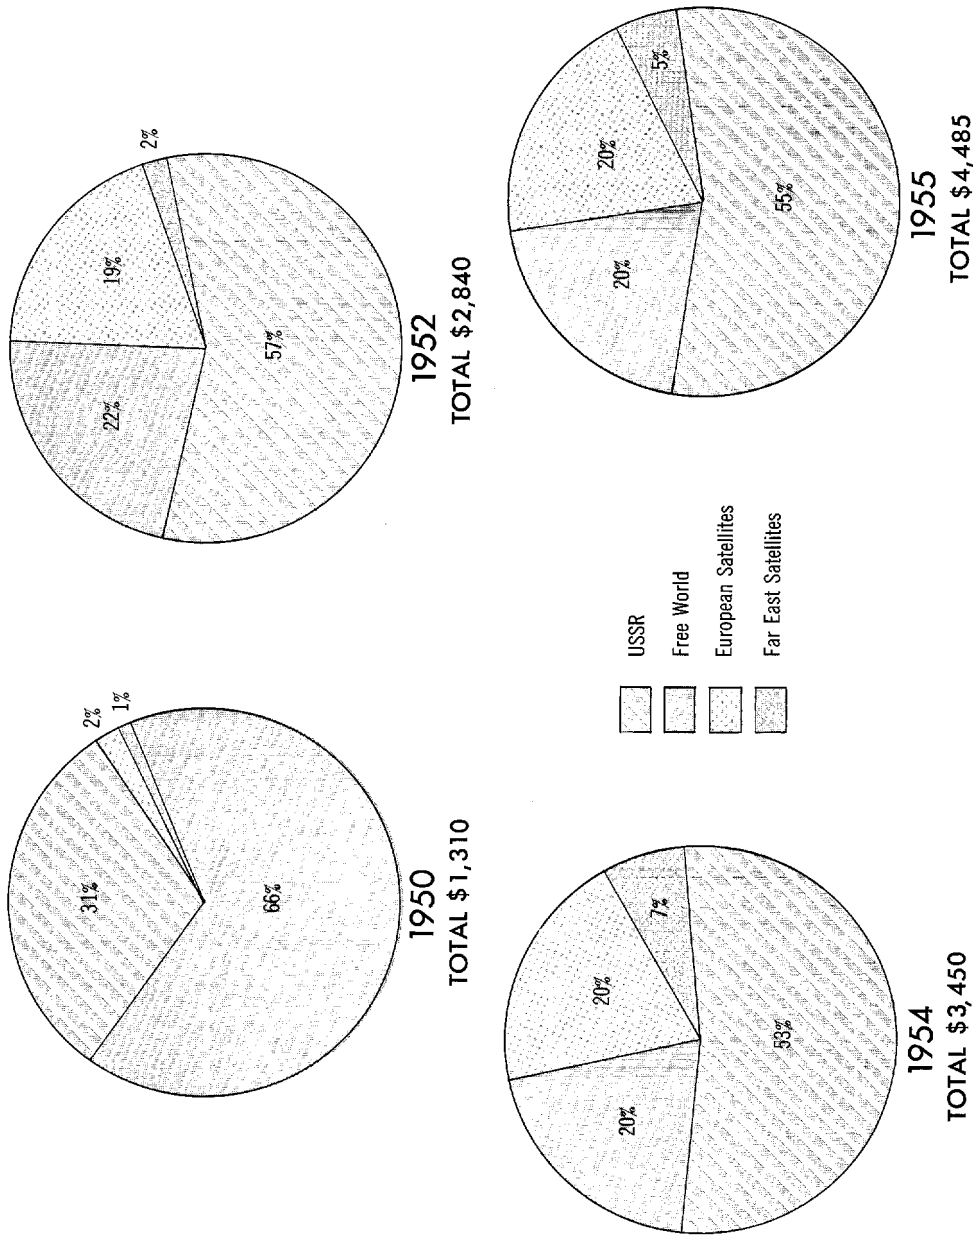 31%
2%
1%
66%
1950
TOTAL $1,310
22%
19%
2%
57%
1952
TOTAL $2,840
USSR
Free World
European Satellites
Far East Satellites
20%
20%
7%
53%
1954
TOTAL $3,450
20%
20%
5%
55%
1955
TOTAL $4,485